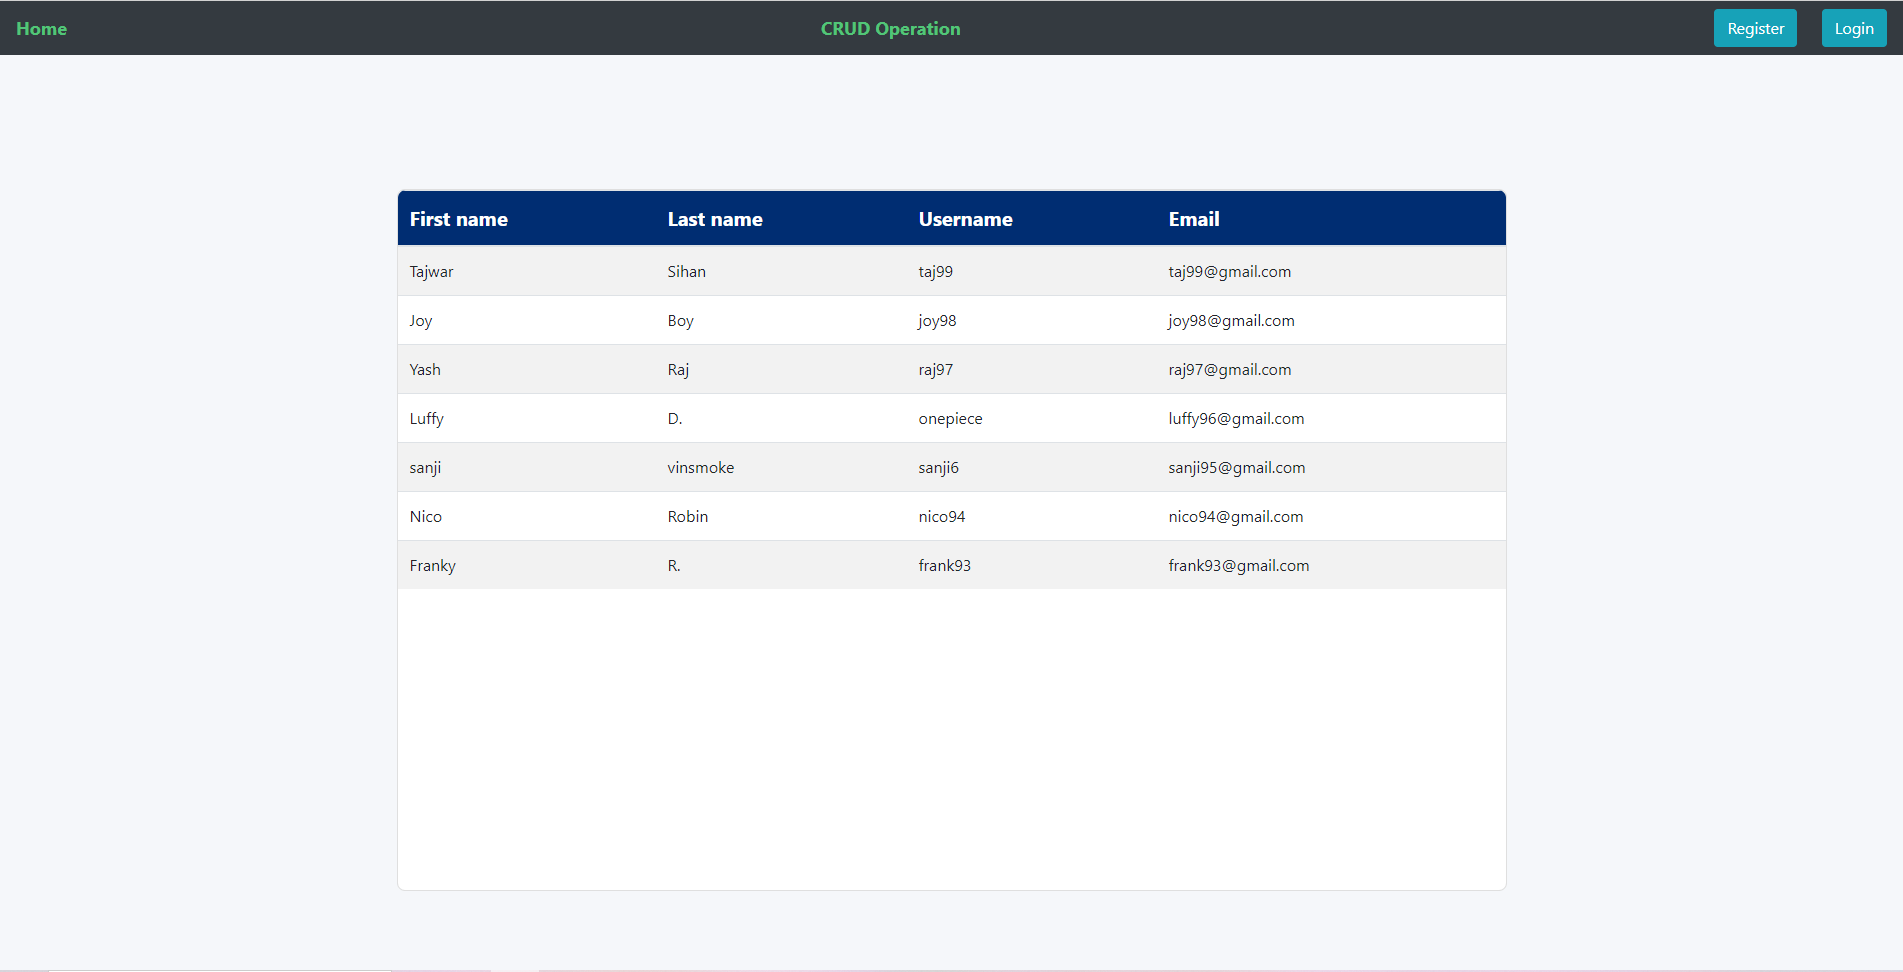 Home CRUD Operation Register Login
First name Last name Username Email
Tajwar Sihan taj99 taj99@gmail.com
Joy Boy joy98 joy98@gmail.com
Yash Raj raj97 raj97@gmail.com
Luffy D. onepiece luffy96@gmail.com
sanji vinsmoke sanji6 sanji95@gmail.com
Nico Robin nico94 nico94@gmail.com
Franky R. frank93 frank93@gmail.com